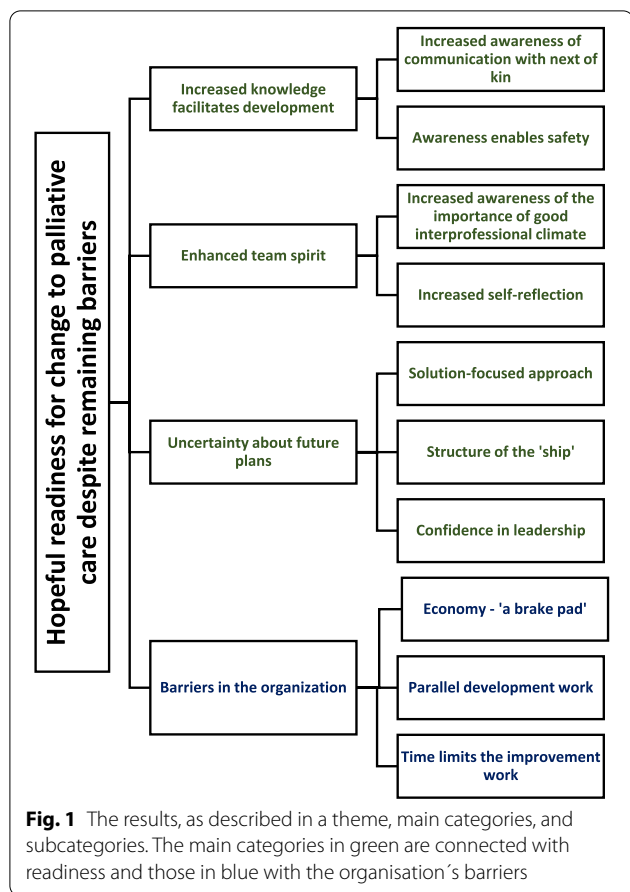 Hopeful readiness for change to palliative
care despite remaining barriers
Increased knowledge
facilitates development
Increased awareness of
communication with next of
kin
Awareness enables safety
Enhanced team spirit
Increased awareness of the
importance of good
interprofessional climate
Increased self-reflection
Uncertainty about future
plans
Solution-focused approach
Structure of the 'ship'
Confidence in leadership
Barriers in the organization
Economy - 'a brake pad'
Parallel development work
Time limits the improvement
work
Fig. 1 The results, as described in a theme, main categories, and
subcategories. The main categories in green are connected with
readiness and those in blue with the organisation´s barriers